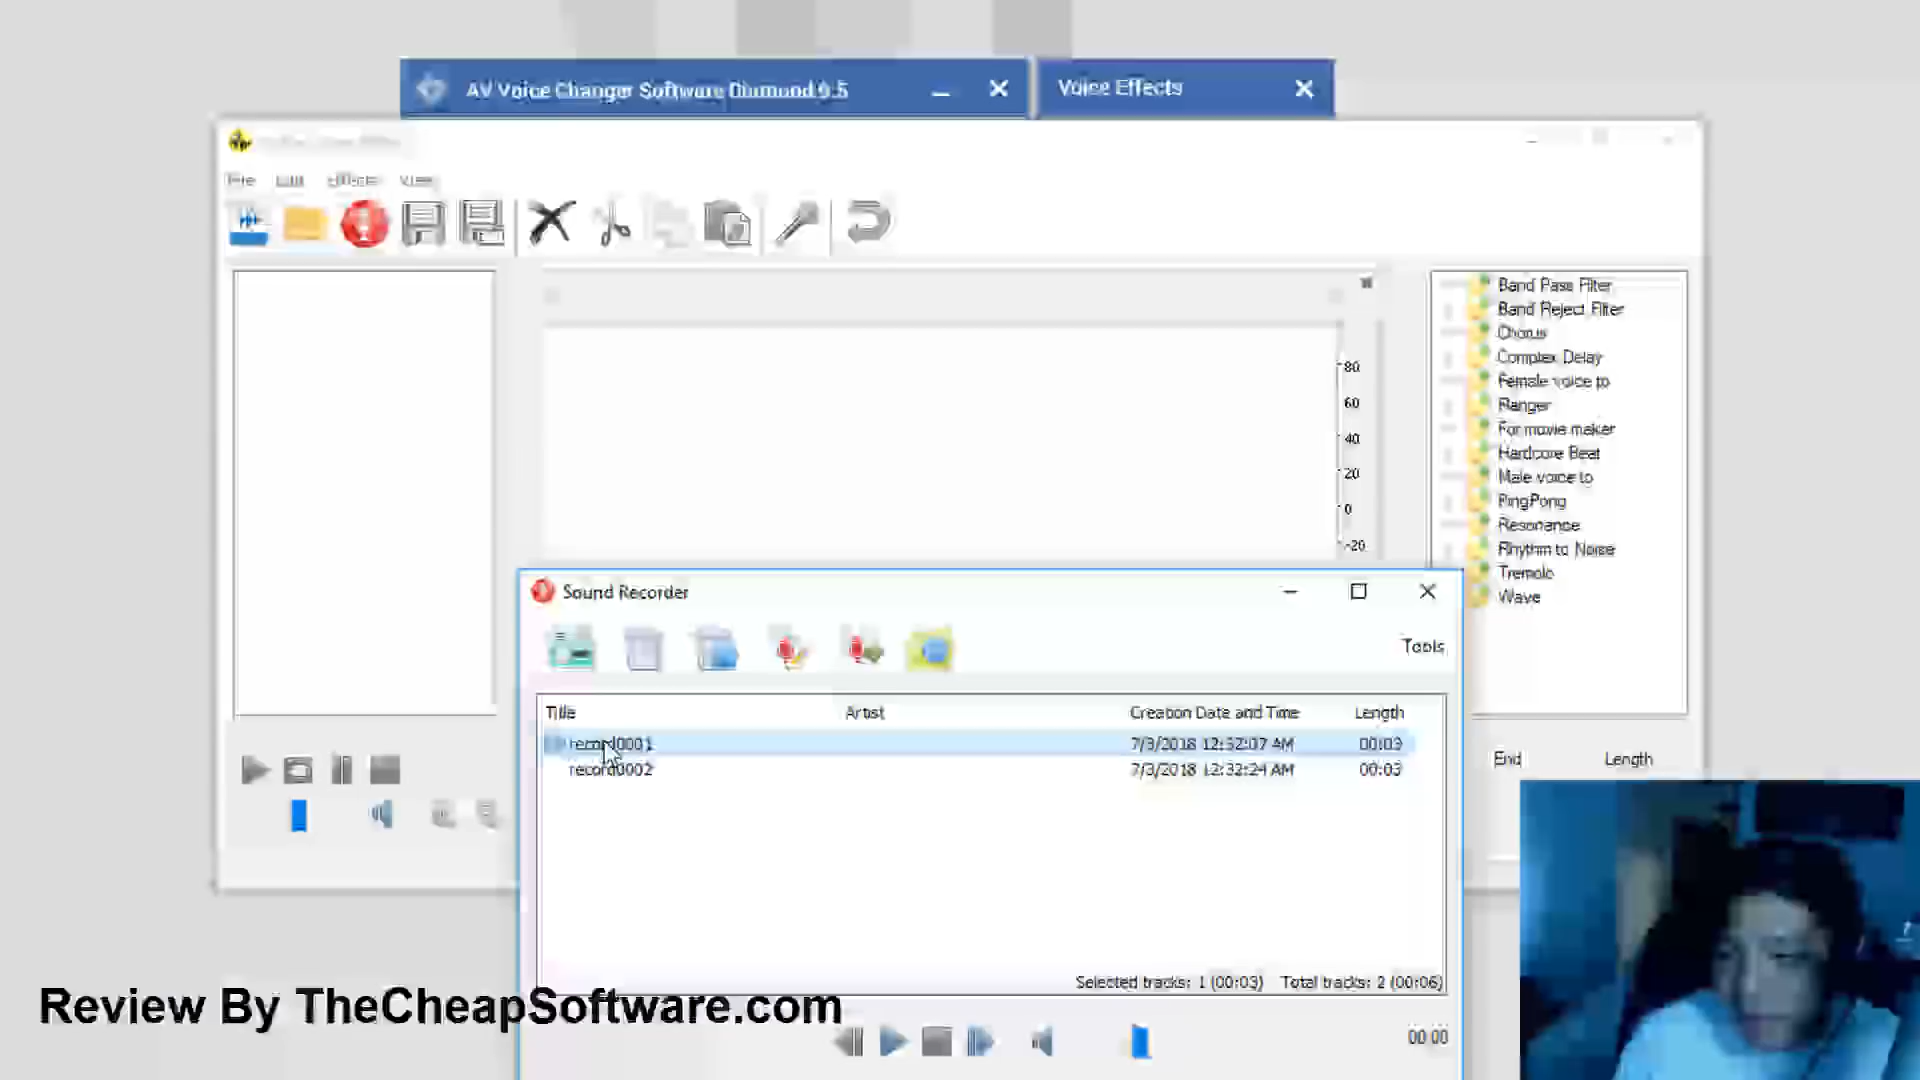 AV Voice Changer Software Diamond 9.5
Voice Effects
File Edit Effects View
Band Pass Filter
Band Reject Filter
Chorus
Complex Delay
Female voice to
Flanger
For movie maker
Hardcore Beat
Male voice to
PingPong
Resonance
Rhythm to Noise
Tremolo
Wave
80
60
40
20
0
-20
Sound Recorder
Tools
Title Artist Creation Date and Time Length
record0001 7/3/2018 12:32:07 AM 00:03
record0002 7/3/2018 12:32:24 AM 00:03
End Length
Selected tracks: 1 (00:03) Total tracks: 2 (00:06)
Review By TheCheapSoftware.com
00:00